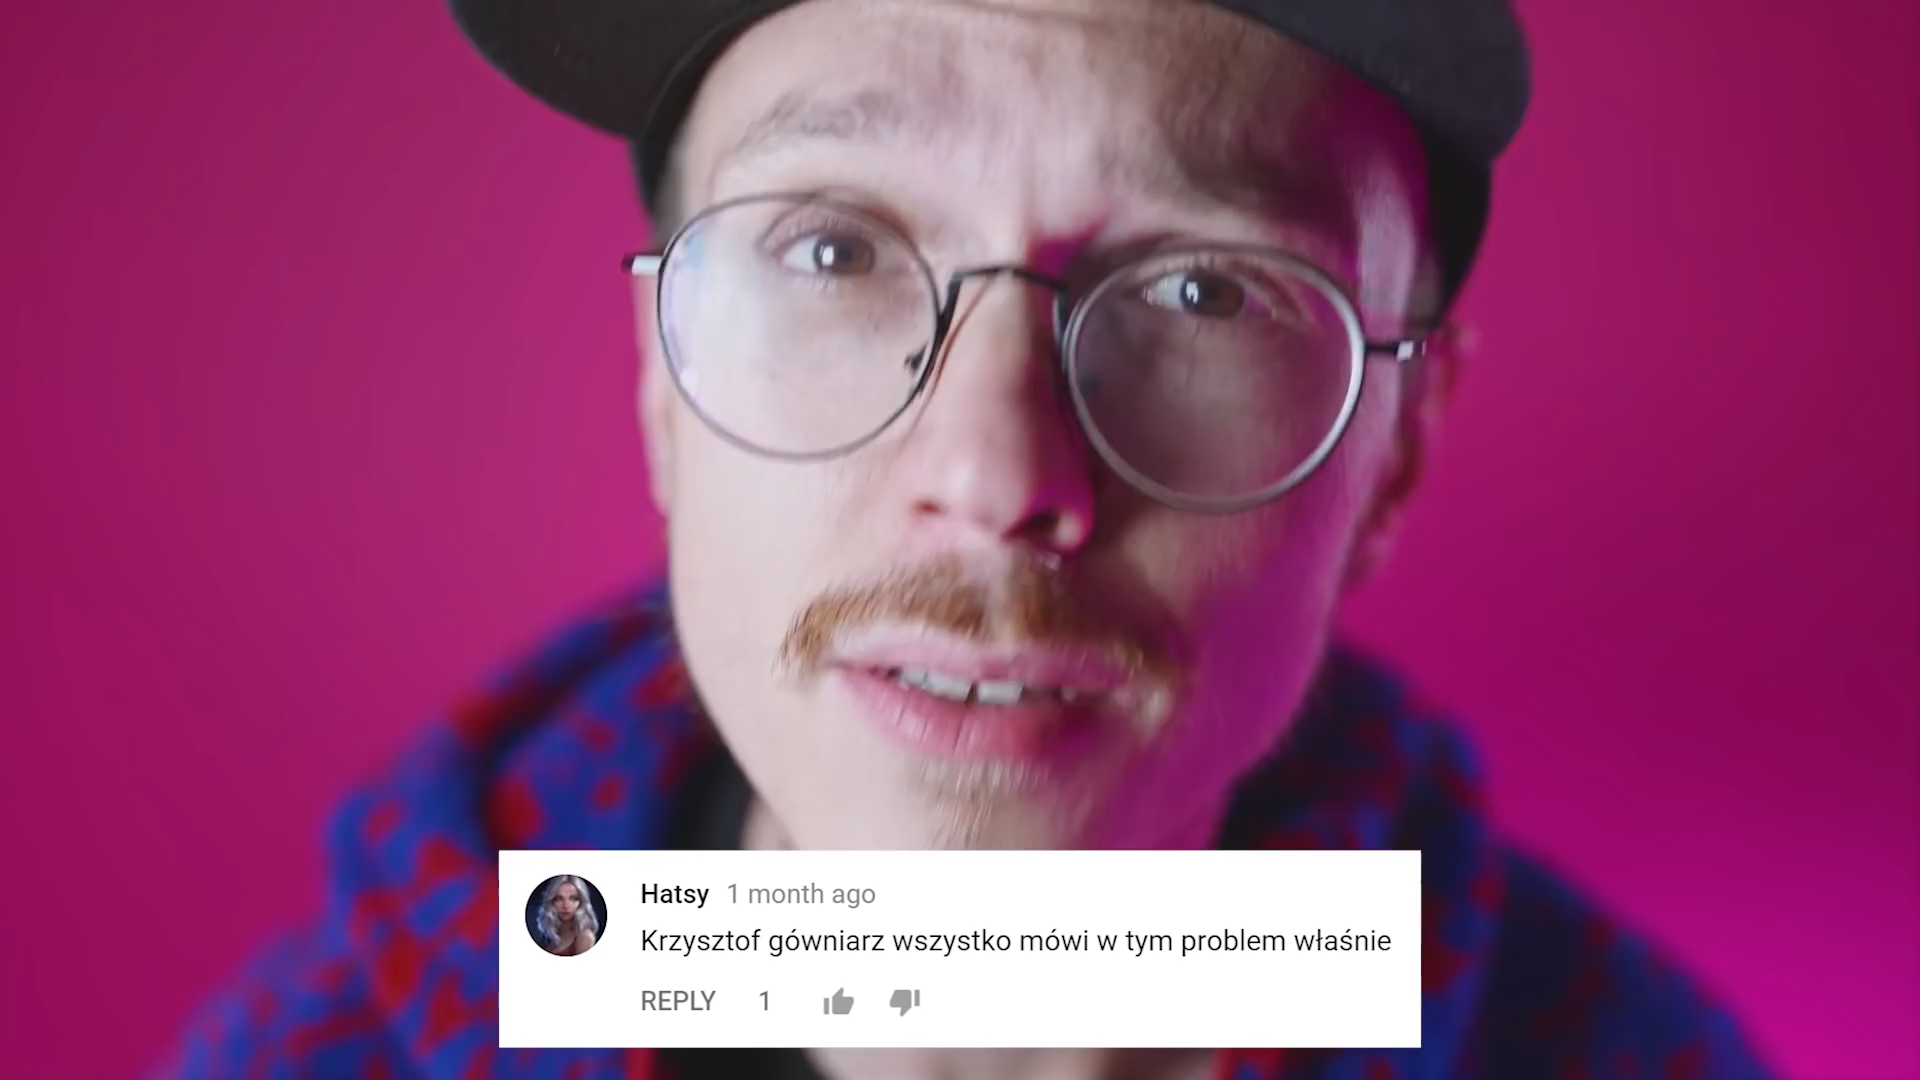 Hatsy 1 month ago
Krzysztof gówniarz wszystko mówi w tym problem właśnie
REPLY 1